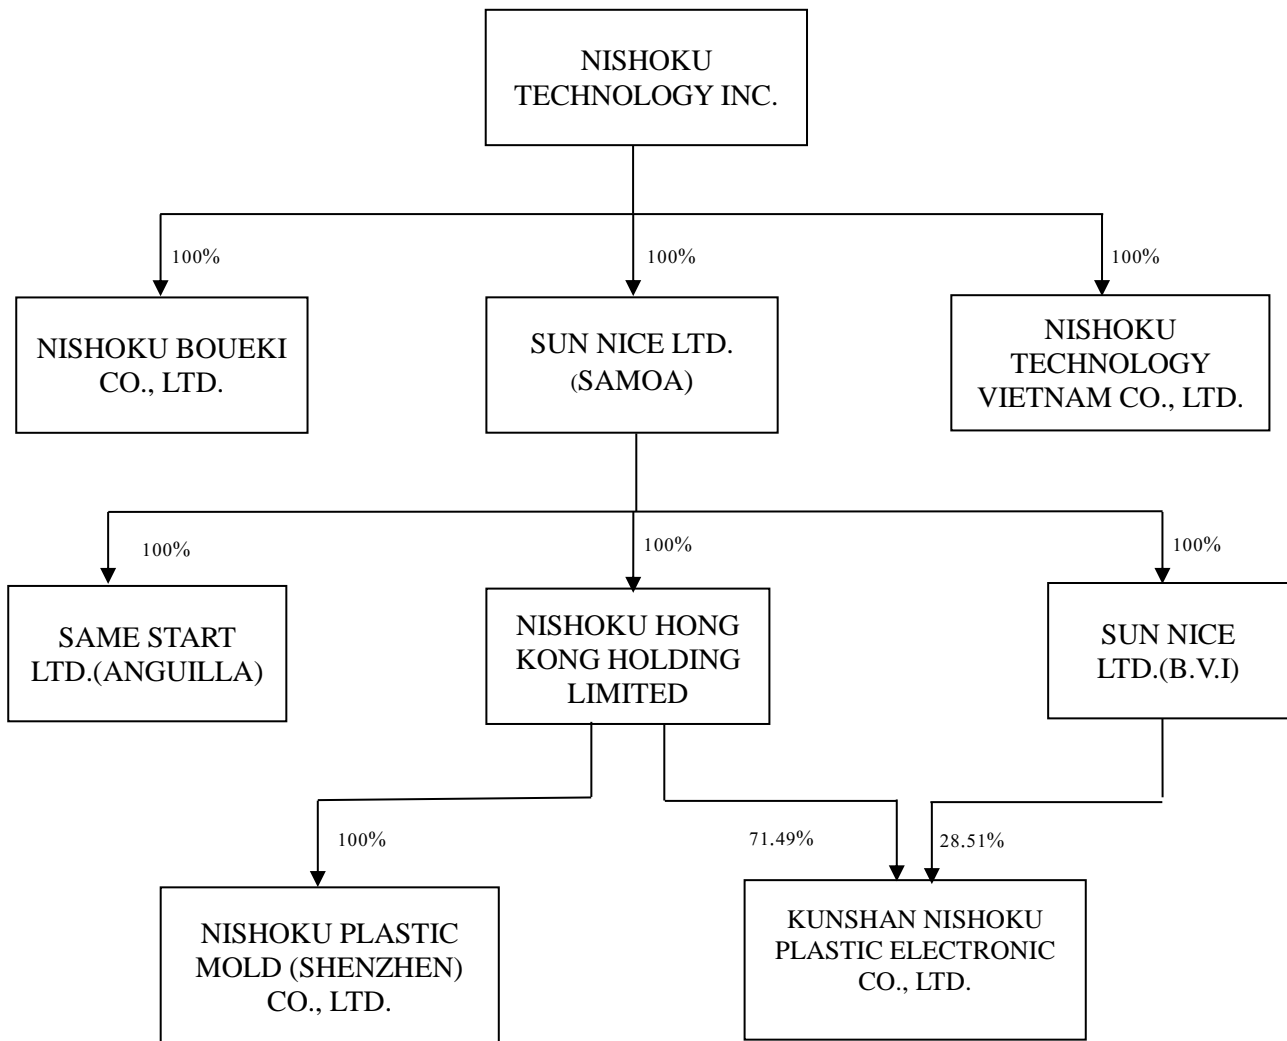 NISHOKU
TECHNOLOGY INC.
100%
100%
100%
NISHOKU BOUEKI
CO., LTD.
SUN NICE LTD.
(SAMOA)
NISHOKU
TECHNOLOGY
VIETNAM CO., LTD.
100%
100%
100%
SAME START
LTD.(ANGUILLA)
NISHOKU HONG
KONG HOLDING
LIMITED
SUN NICE
LTD.(B.V.I)
100%
71.49%
28.51%
NISHOKU PLASTIC
MOLD (SHENZHEN)
CO., LTD.
KUNSHAN NISHOKU
PLASTIC ELECTRONIC
CO., LTD.